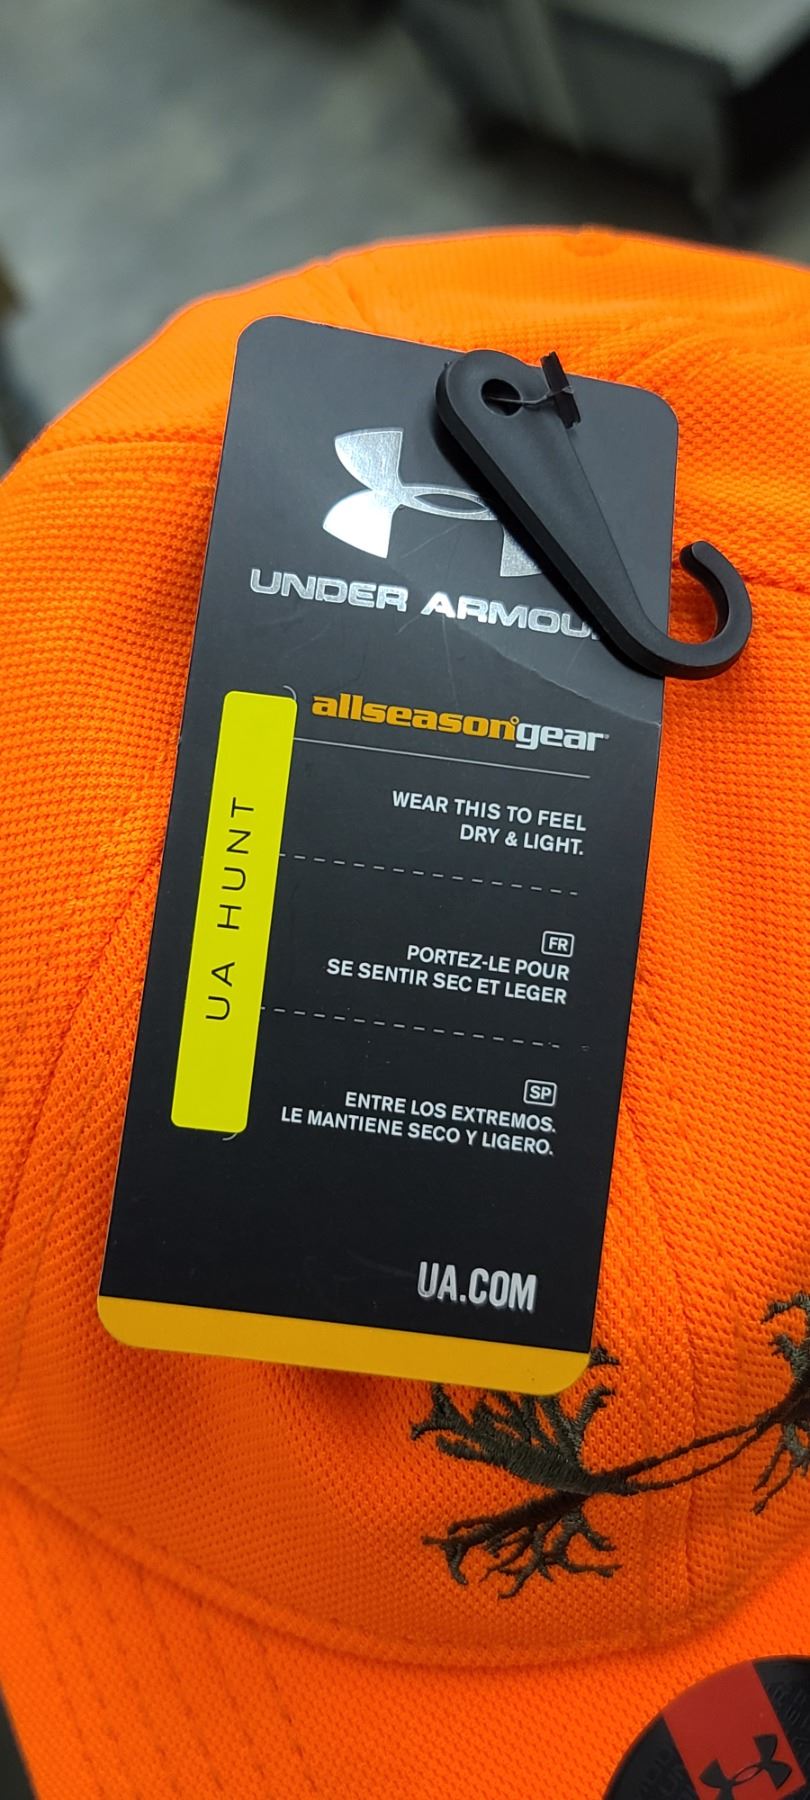 UNDER ARMOU
allseasongear
UA HUNT
WEAR THIS TO FEEL
DRY & LIGHT.
FR
PORTEZ-LE POUR
SE SENTIR SEC ET LEGER
SP
ENTRE LOS EXTREMOS.
LE MANTIENE SECO Y LIGERO.
UA.COM